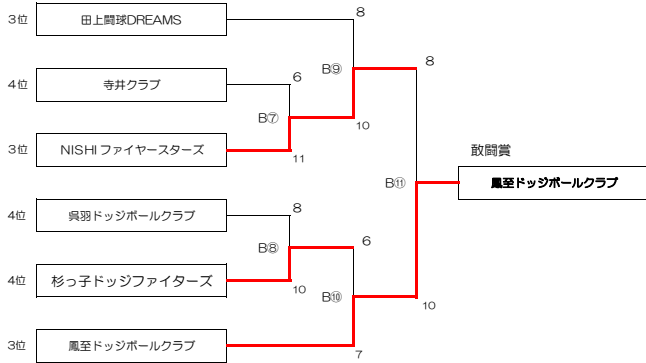 3位 田上闘球DREAMS
8
B⑨
8
4位 寺井クラブ
6
B⑦
10
3位 NISHIファイヤースターズ
11
敢闘賞
B⑪
鳳至ドッジボールクラブ
4位 呉羽ドッジボールクラブ
8
B⑧
6
4位 杉っ子ドッジファイターズ
10
B⑩
10
3位 鳳至ドッジボールクラブ
7